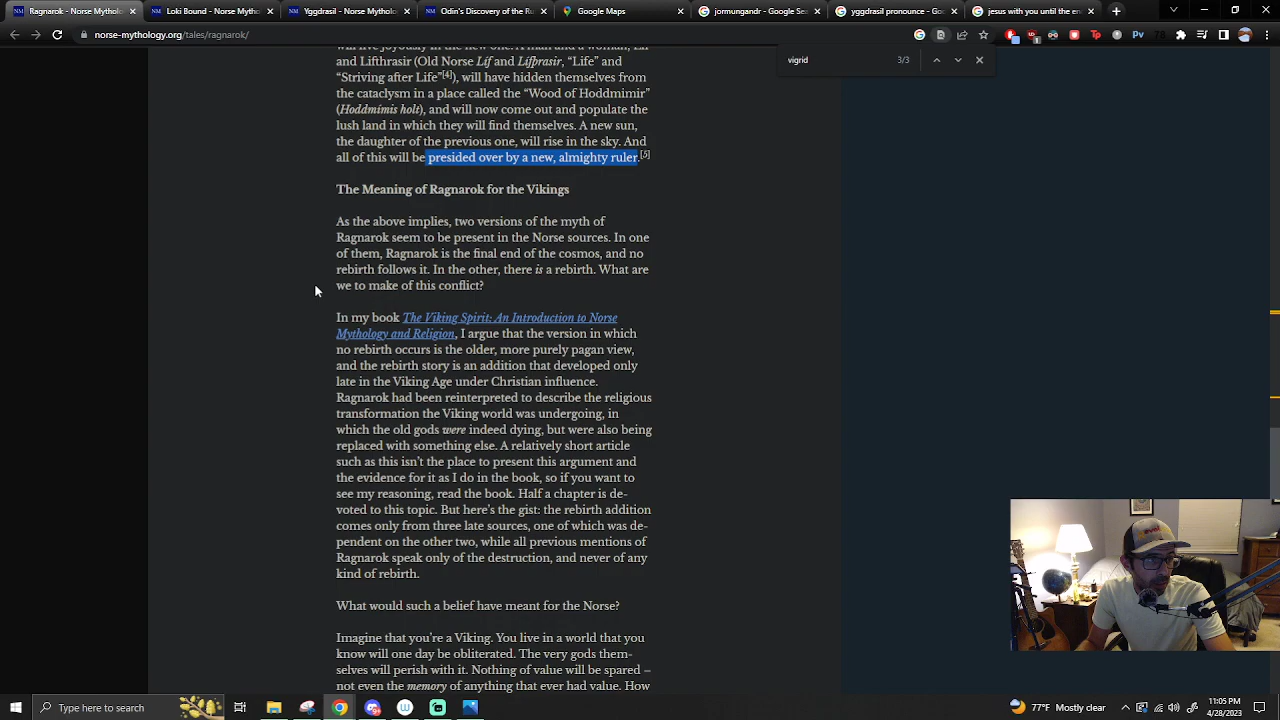 Ragnarok - Norse Mytholog
Loki Bound - Norse Mytholog
Yggdrasil - Norse Mytholog
Odin's Discovery of the Ru
Google Maps
jormungandr - Google Sea
yggdrasil pronounce - Goog
jesus with you until the en
norse-mythology.org/tales/ragnarok/
78
vigrid
3/3
will live joyously in the new one. A man and a woman, Lif
and Lifthrasir (Old Norse Líf and Lífþrasir, “Life” and
“Striving after Life”[4]), will have hidden themselves from
the cataclysm in a place called the “Wood of Hoddmimir”
(Hoddmímis holt), and will now come out and populate the
lush land in which they will find themselves. A new sun,
the daughter of the previous one, will rise in the sky. And
all of this will be presided over by a new, almighty ruler.[5]
The Meaning of Ragnarok for the Vikings
As the above implies, two versions of the myth of
Ragnarok seem to be present in the Norse sources. In one
of them, Ragnarok is the final end of the cosmos, and no
rebirth follows it. In the other, there is a rebirth. What are
we to make of this conflict?
In my book The Viking Spirit: An Introduction to Norse
Mythology and Religion, I argue that the version in which
no rebirth occurs is the older, more purely pagan view,
and the rebirth story is an addition that developed only
late in the Viking Age under Christian influence.
Ragnarok had been reinterpreted to describe the religious
transformation the Viking world was undergoing, in
which the old gods were indeed dying, but were also being
replaced with something else. A relatively short article
such as this isn’t the place to present this argument and
the evidence for it as I do in the book, so if you want to
see my reasoning, read the book. Half a chapter is de-
voted to this topic. But here’s the gist: the rebirth addition
comes only from three late sources, one of which was de-
pendent on the other two, while all previous mentions of
Ragnarok speak only of the destruction, and never of any
kind of rebirth.
What would such a belief have meant for the Norse?
Imagine that you’re a Viking. You live in a world that you
know will one day be obliterated. The very gods them-
selves will perish with it. Nothing of value will be spared –
not even the memory of anything that ever had value. How
Type here to search
77°F Mostly clear
11:05 PM
4/28/2023